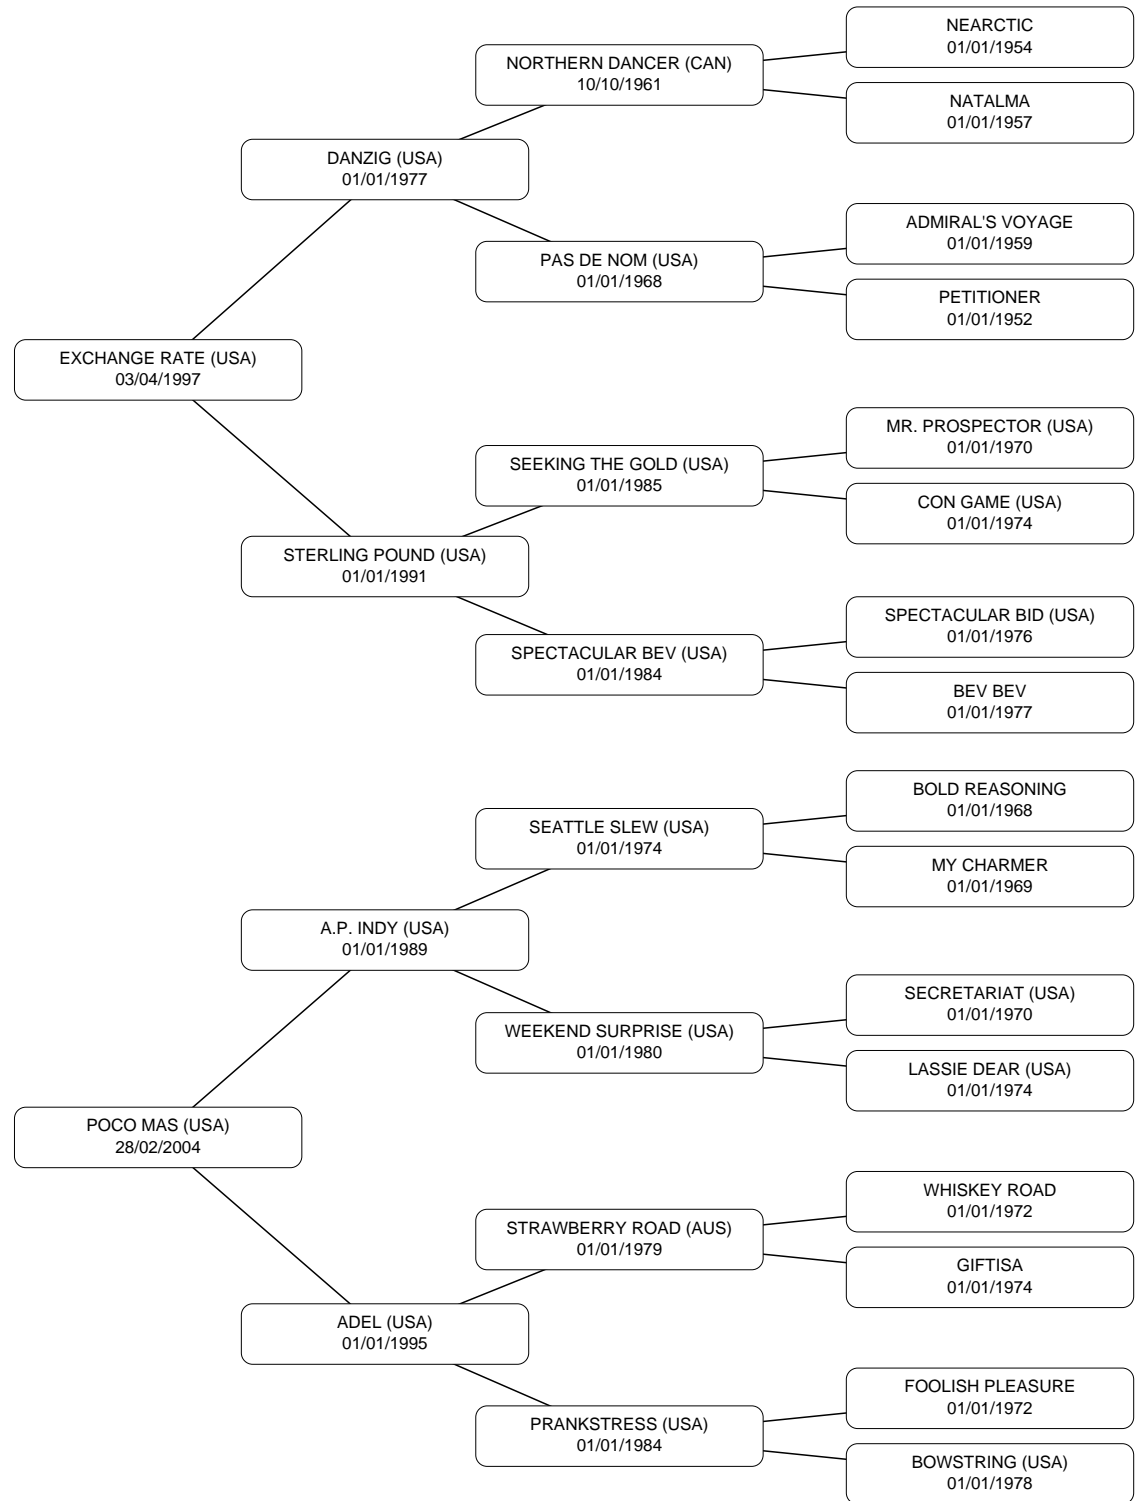 NEARCTIC
01/01/1954
NORTHERN DANCER (CAN)
10/10/1961
NATALMA
01/01/1957
DANZIG (USA)
01/01/1977
ADMIRAL'S VOYAGE
01/01/1959
PAS DE NOM (USA)
01/01/1968
PETITIONER
01/01/1952
EXCHANGE RATE (USA)
03/04/1997
MR. PROSPECTOR (USA)
01/01/1970
SEEKING THE GOLD (USA)
01/01/1985
CON GAME (USA)
01/01/1974
STERLING POUND (USA)
01/01/1991
SPECTACULAR BID (USA)
01/01/1976
SPECTACULAR BEV (USA)
01/01/1984
BEV BEV
01/01/1977
BOLD REASONING
01/01/1968
SEATTLE SLEW (USA)
01/01/1974
MY CHARMER
01/01/1969
A.P. INDY (USA)
01/01/1989
SECRETARIAT (USA)
01/01/1970
WEEKEND SURPRISE (USA)
01/01/1980
LASSIE DEAR (USA)
01/01/1974
POCO MAS (USA)
28/02/2004
WHISKEY ROAD
01/01/1972
STRAWBERRY ROAD (AUS)
01/01/1979
GIFTISA
01/01/1974
ADEL (USA)
01/01/1995
FOOLISH PLEASURE
01/01/1972
PRANKSTRESS (USA)
01/01/1984
BOWSTRING (USA)
01/01/1978